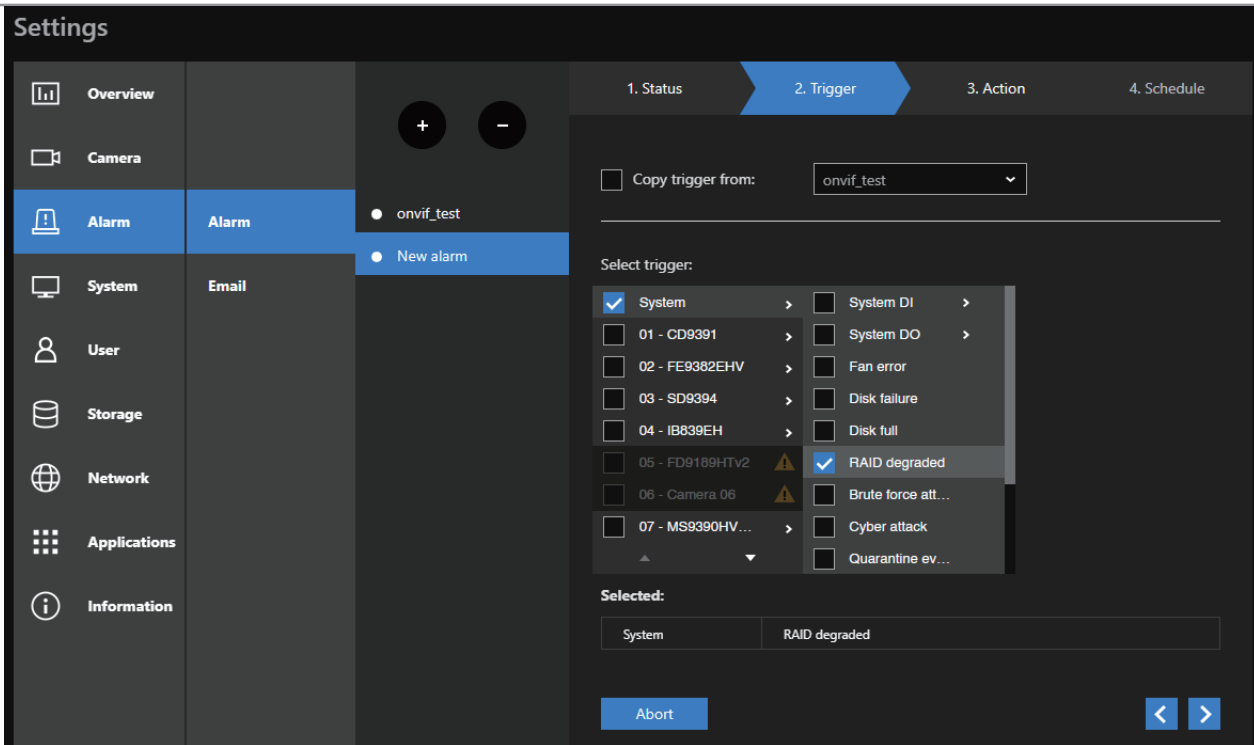 Settings
Overview
Camera
Alarm
System
User
Storage
Network
Applications
Information
Alarm
Email
+ −
onvif_test
New alarm
1. Status 2. Trigger 3. Action 4. Schedule
Copy trigger from: onvif_test
Select trigger:
System
01 - CD9391
02 - FE9382EHV
03 - SD9394
04 - IB839EH
05 - FD9189HTv2
06 - Camera 06
07 - MS9390HV...
System DI
System DO
Fan error
Disk failure
Disk full
RAID degraded
Brute force att...
Cyber attack
Quarantine ev...
Selected:
System RAID degraded
Abort